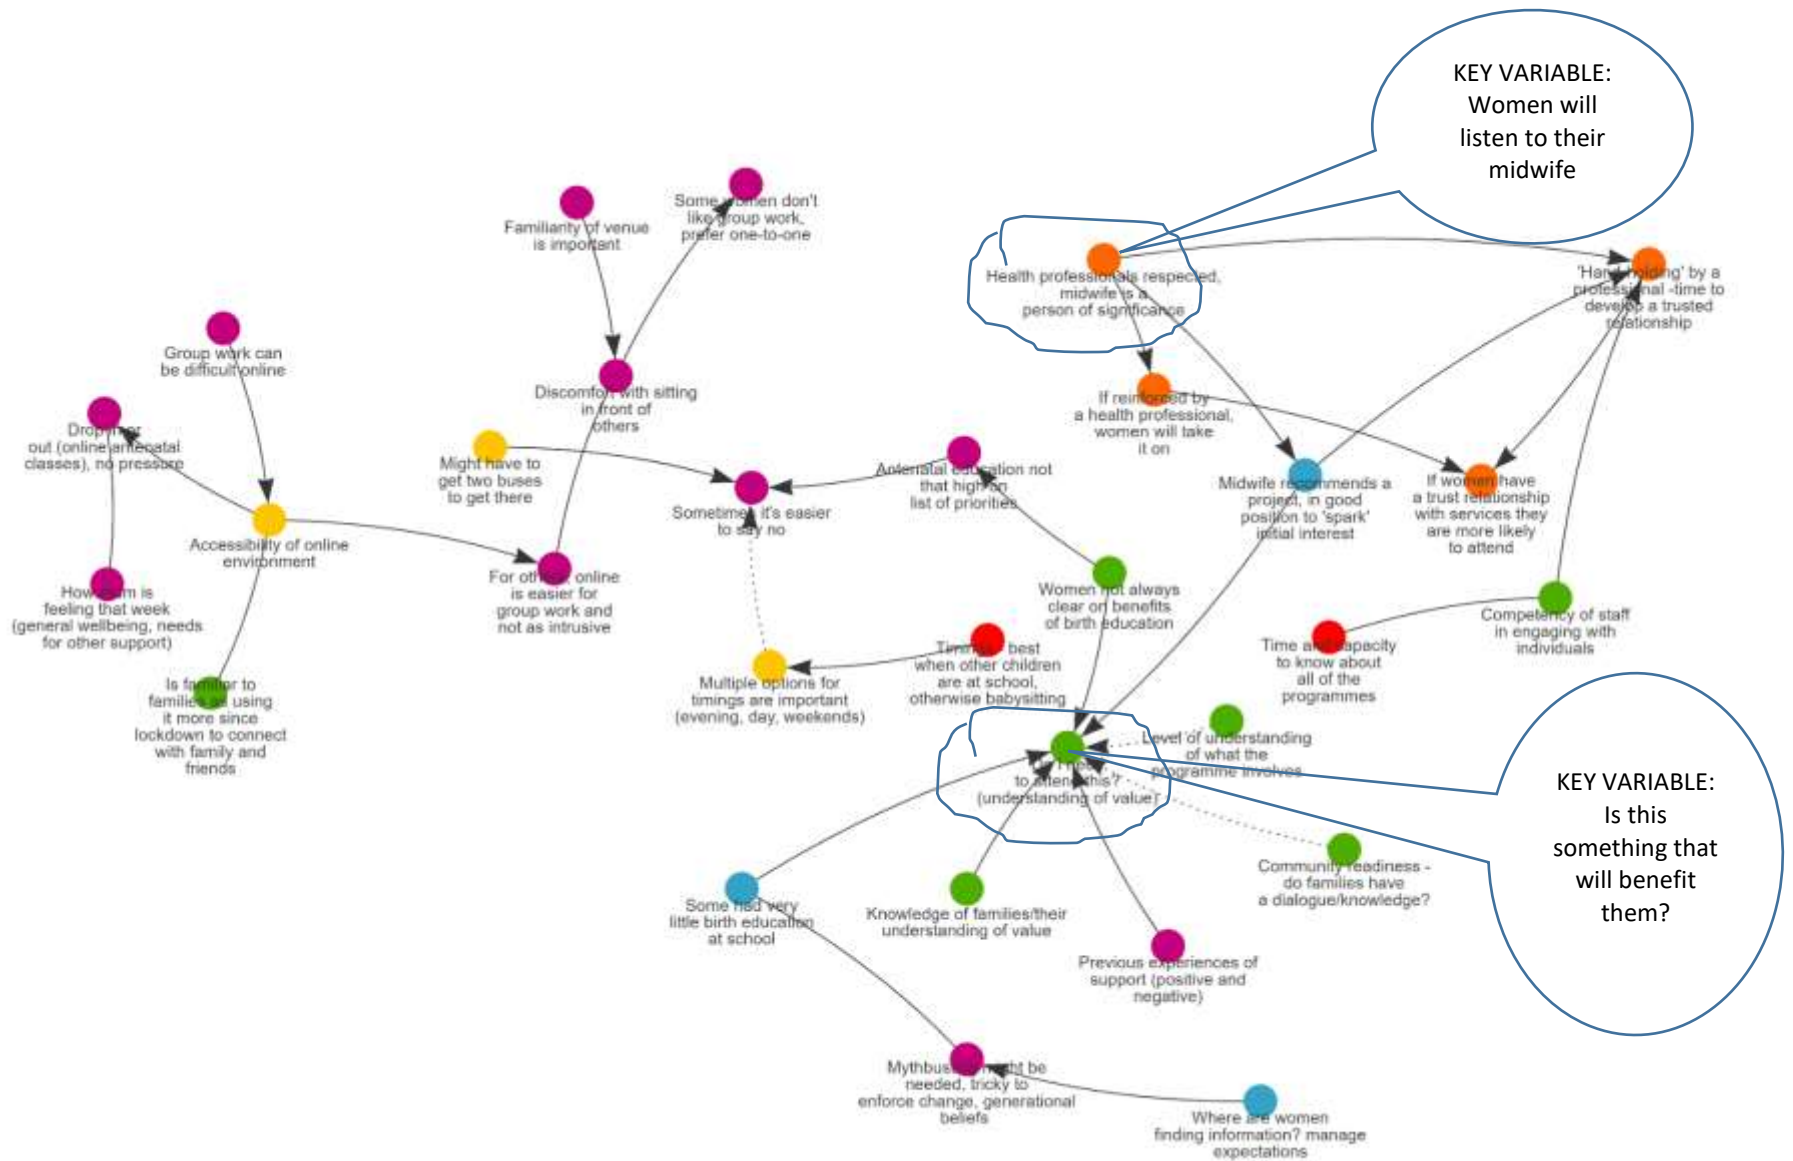 KEY VARIABLE:
Women will
listen to their
midwife
Some women don't
like group work,
prefer one-to-one
Familiarity of venue
is important
Health professionals respected,
midwife is a
person of significance
'Hand-holding' by a
professional -time to
develop a trusted
relationship
Group work can
be difficult online
Discomfort with sitting
in front of
others
If reinforced by
a health professional,
women will take
it on
Drop in or
out (online antenatal
classes), no pressure
Might have to
get two buses
to get there
Antenatal education not
that high on
list of priorities
Sometimes it's easier
to say no
Midwife recommends a
project, in good
position to 'spark'
initial interest
If women have
a trust relationship
with services they
are more likely
to attend
Accessibility of online
environment
For others, online
is easier for
group work and
not as intrusive
How mum is
feeling that week
(general wellbeing, needs
for other support)
Women not always
clear on benefits
of birth education
Competency of staff
in engaging with
individuals
Time and capacity
to know about
all of the
programmes
Timings - best
when other children
are at school,
otherwise babysitting
Multiple options for
timings are important
(evening, day, weekends)
Is familiar to
families as using
it more since
lockdown to connect
with family and
friends
Level of understanding
of what the
programme involves
I need
to attend this?
(understanding of value)
KEY VARIABLE:
Is this
something that
will benefit
them?
Community readiness -
do families have
a dialogue/knowledge?
Some had very
little birth education
at school
Knowledge of families/their
understanding of value
Previous experiences of
support (positive and
negative)
Mythbusting might be
needed, tricky to
enforce change, generational
beliefs
Where are women
finding information? manage
expectations